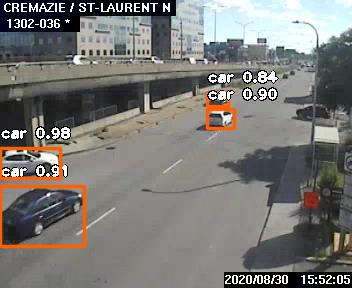 CREMAZIE / ST-LAURENT N
1302-036 *
car 0.84
car 0.90
car 0.98
car 0.91
2020/08/30 15:52:05